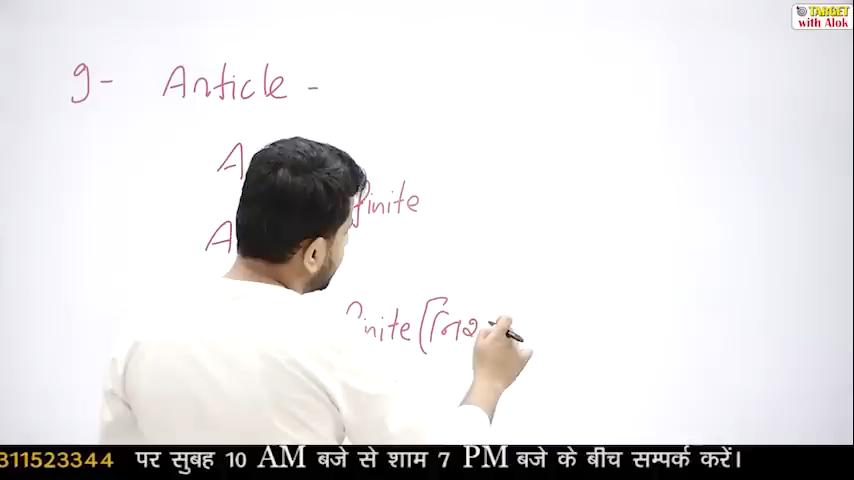 TARGET
with Alok
9- Article -
A
finite
A
finite (
311523344 पर सुबह 10 AM बजे से शाम 7 PM बजे के बीच सम्पर्क करें।